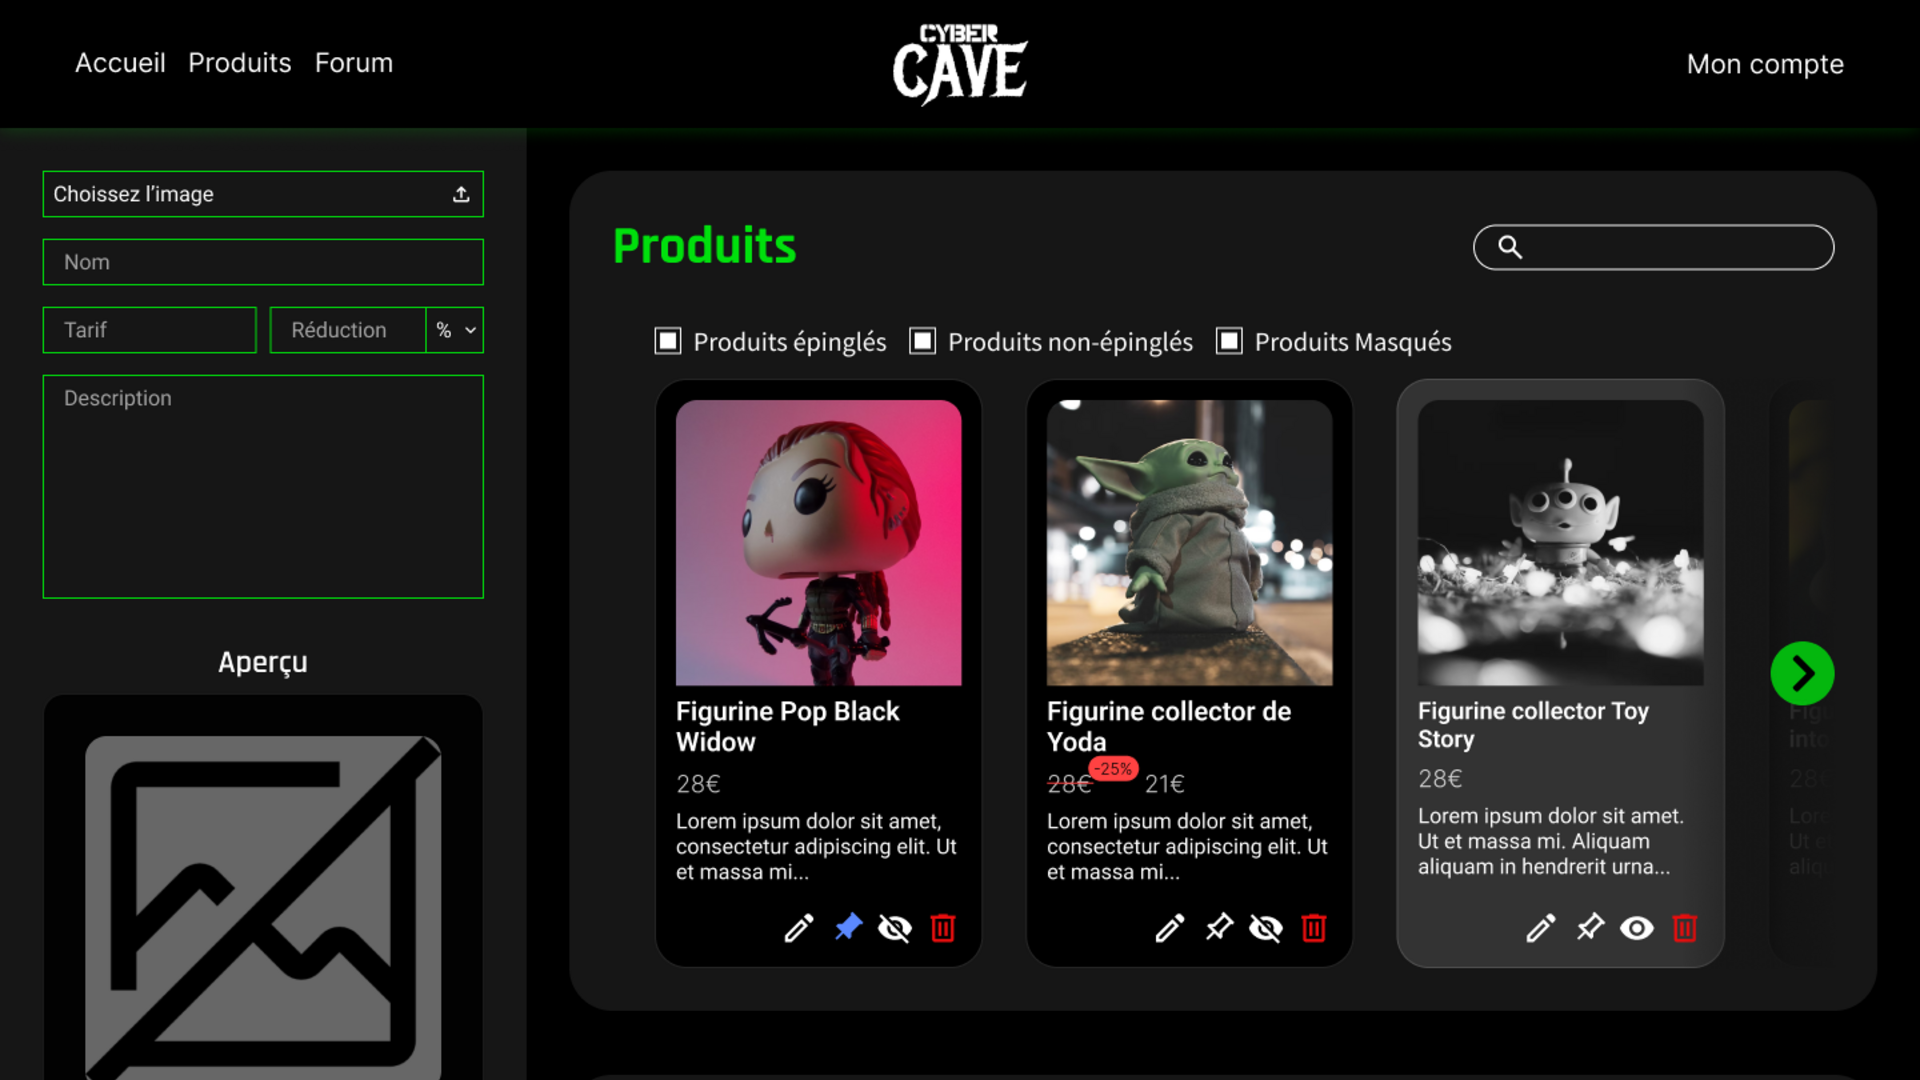 Accueil Produits Forum
CYBER
CAVE
Mon compte
Choissez l'image
Nom
Tarif
Réduction
%
Description
Aperçu
Produits
Produits épinglés
Produits non-épinglés
Produits Masqués
Figurine Pop Black
Widow
28€
Lorem ipsum dolor sit amet,
consectetur adipiscing elit. Ut
et massa mi...
Figurine collector de
Yoda
28€ -25% 21€
Lorem ipsum dolor sit amet,
consectetur adipiscing elit. Ut
et massa mi...
Figurine collector Toy
Story
28€
Lorem ipsum dolor sit amet.
Ut et massa mi. Aliquam
aliquam in hendrerit urna...